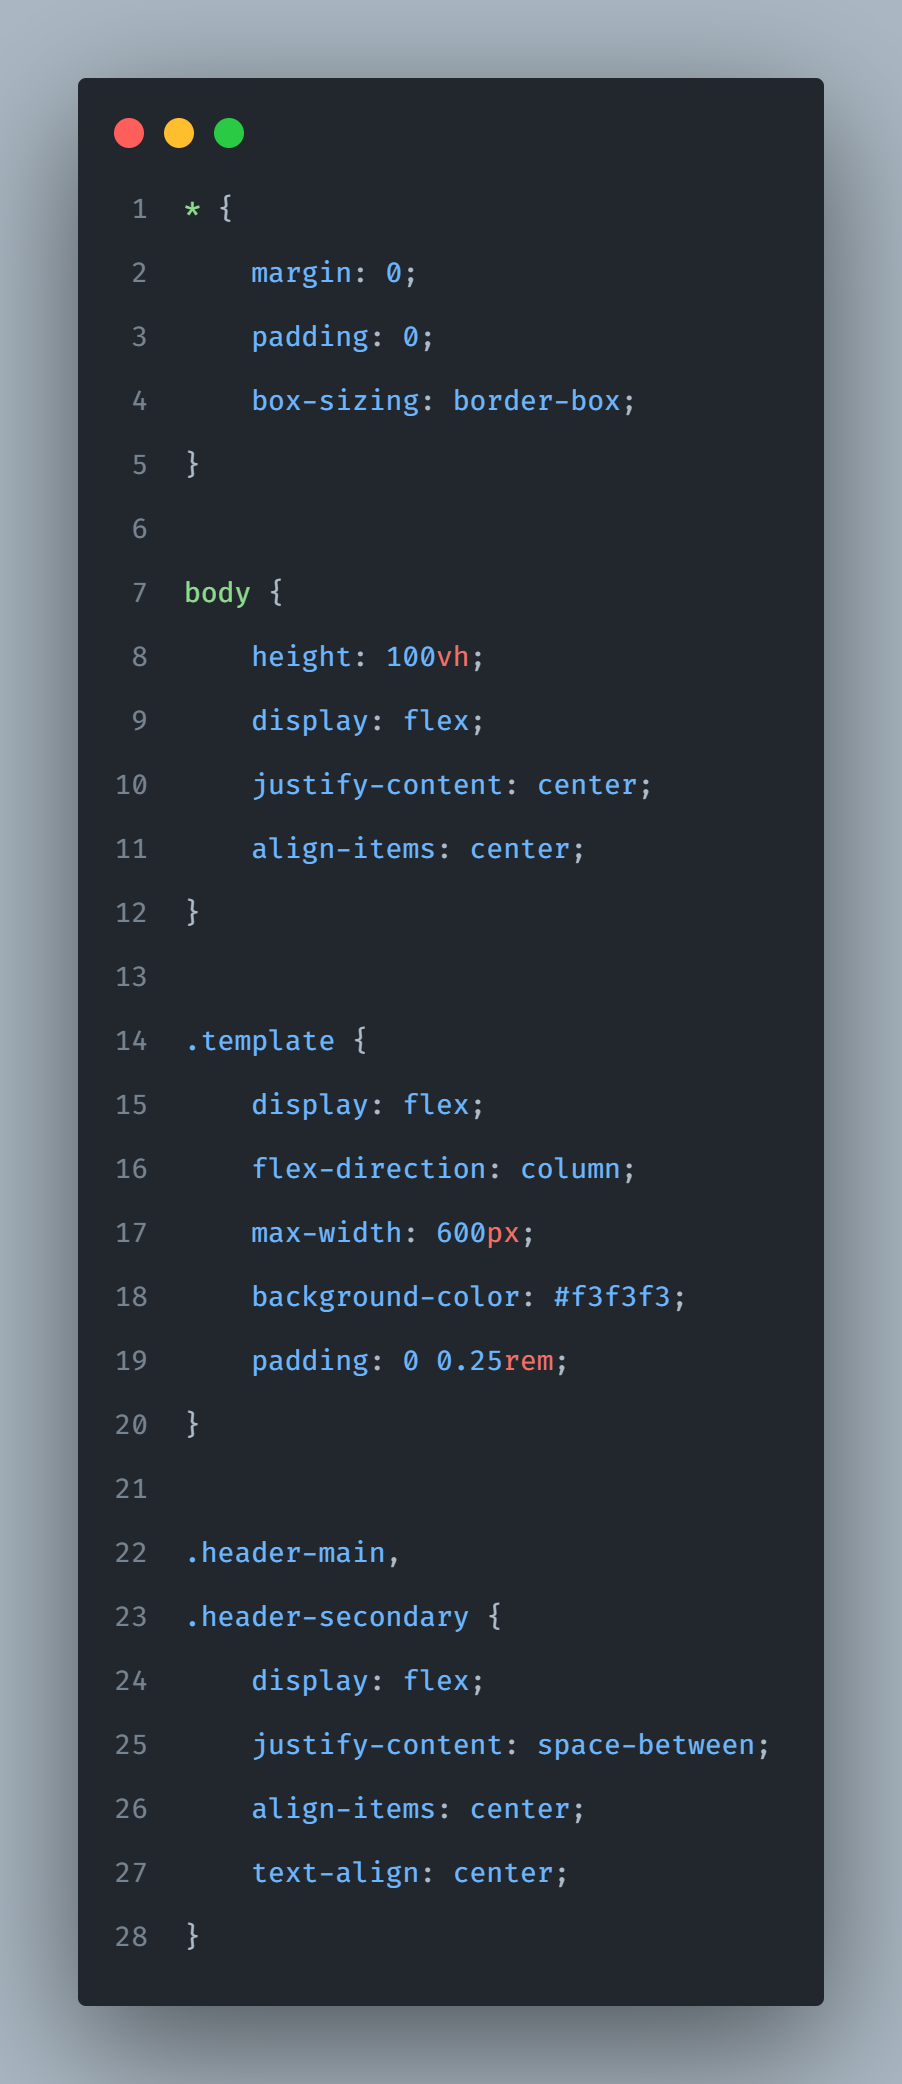 1 * {
2     margin: 0;
3     padding: 0;
4     box-sizing: border-box;
5 }
6
7 body {
8     height: 100vh;
9     display: flex;
10     justify-content: center;
11     align-items: center;
12 }
13
14 .template {
15     display: flex;
16     flex-direction: column;
17     max-width: 600px;
18     background-color: #f3f3f3;
19     padding: 0 0.25rem;
20 }
21
22 .header-main,
23 .header-secondary {
24     display: flex;
25     justify-content: space-between;
26     align-items: center;
27     text-align: center;
28 }